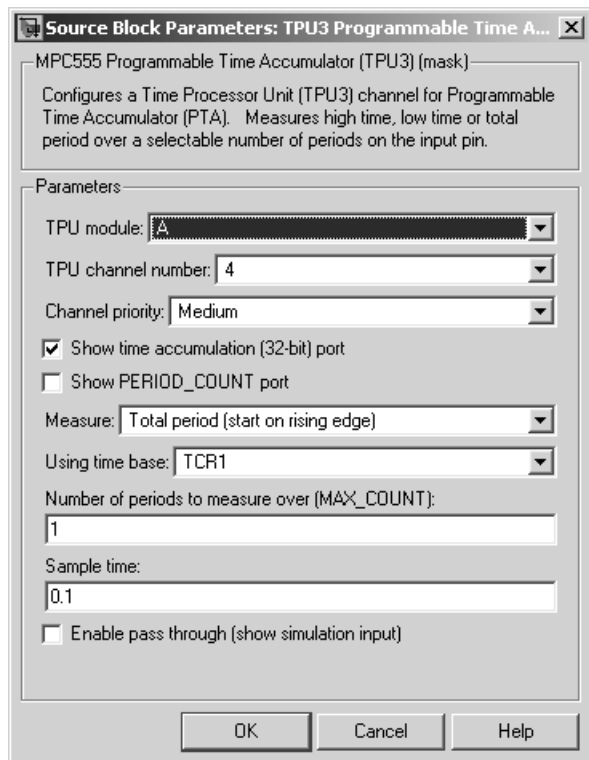 Source Block Parameters: TPU3 Programmable Time A...
MPC555 Programmable Time Accumulator (TPU3) (mask)
Configures a Time Processor Unit (TPU3) channel for Programmable
Time Accumulator (PTA). Measures high time, low time or total
period over a selectable number of periods on the input pin.
Parameters
TPU module: A
TPU channel number: 4
Channel priority: Medium
Show time accumulation (32-bit) port
Show PERIOD_COUNT port
Measure: Total period (start on rising edge)
Using time base: TCR1
Number of periods to measure over (MAX_COUNT):
1
Sample time:
0.1
Enable pass through (show simulation input)
OK Cancel Help